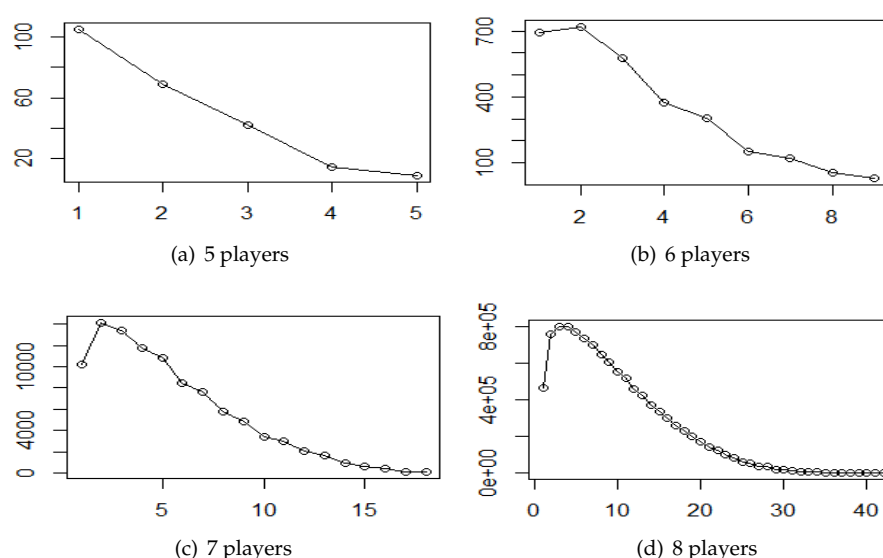 20 60 100
1 2 3 4 5
(a) 5 players
100 400 700
2 4 6 8
(b) 6 players
0 4000 10000
5 10 15
(c) 7 players
0e+00 4e+05 8e+05
0 10 20 30 40
(d) 8 players